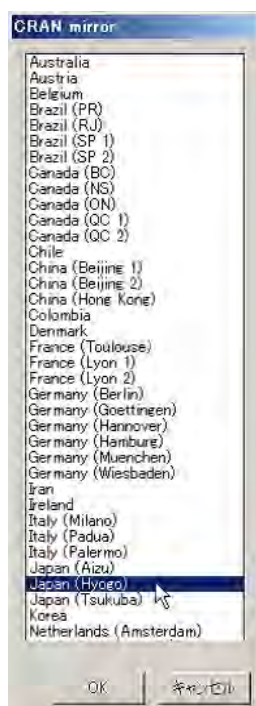 CRAN mirror
Australia
Austria
Belgium
Brazil (PR)
Brazil (RJ)
Brazil (SP 1)
Brazil (SP 2)
Canada (BC)
Canada (NS)
Canada (ON)
Canada (QC 1)
Canada (QC 2)
Chile
China (Beijing 1)
China (Beijing 2)
China (Hong Kong)
Colombia
Denmark
France (Toulouse)
France (Lyon 1)
France (Lyon 2)
Germany (Berlin)
Germany (Goettingen)
Germany (Hannover)
Germany (Hamburg)
Germany (Muenchen)
Germany (Wiesbaden)
Iran
Ireland
Italy (Milano)
Italy (Padua)
Italy (Palermo)
Japan (Aizu)
Japan (Hyogo)
Japan (Tsukuba)
Korea
Netherlands (Amsterdam)
OK
キャンセル